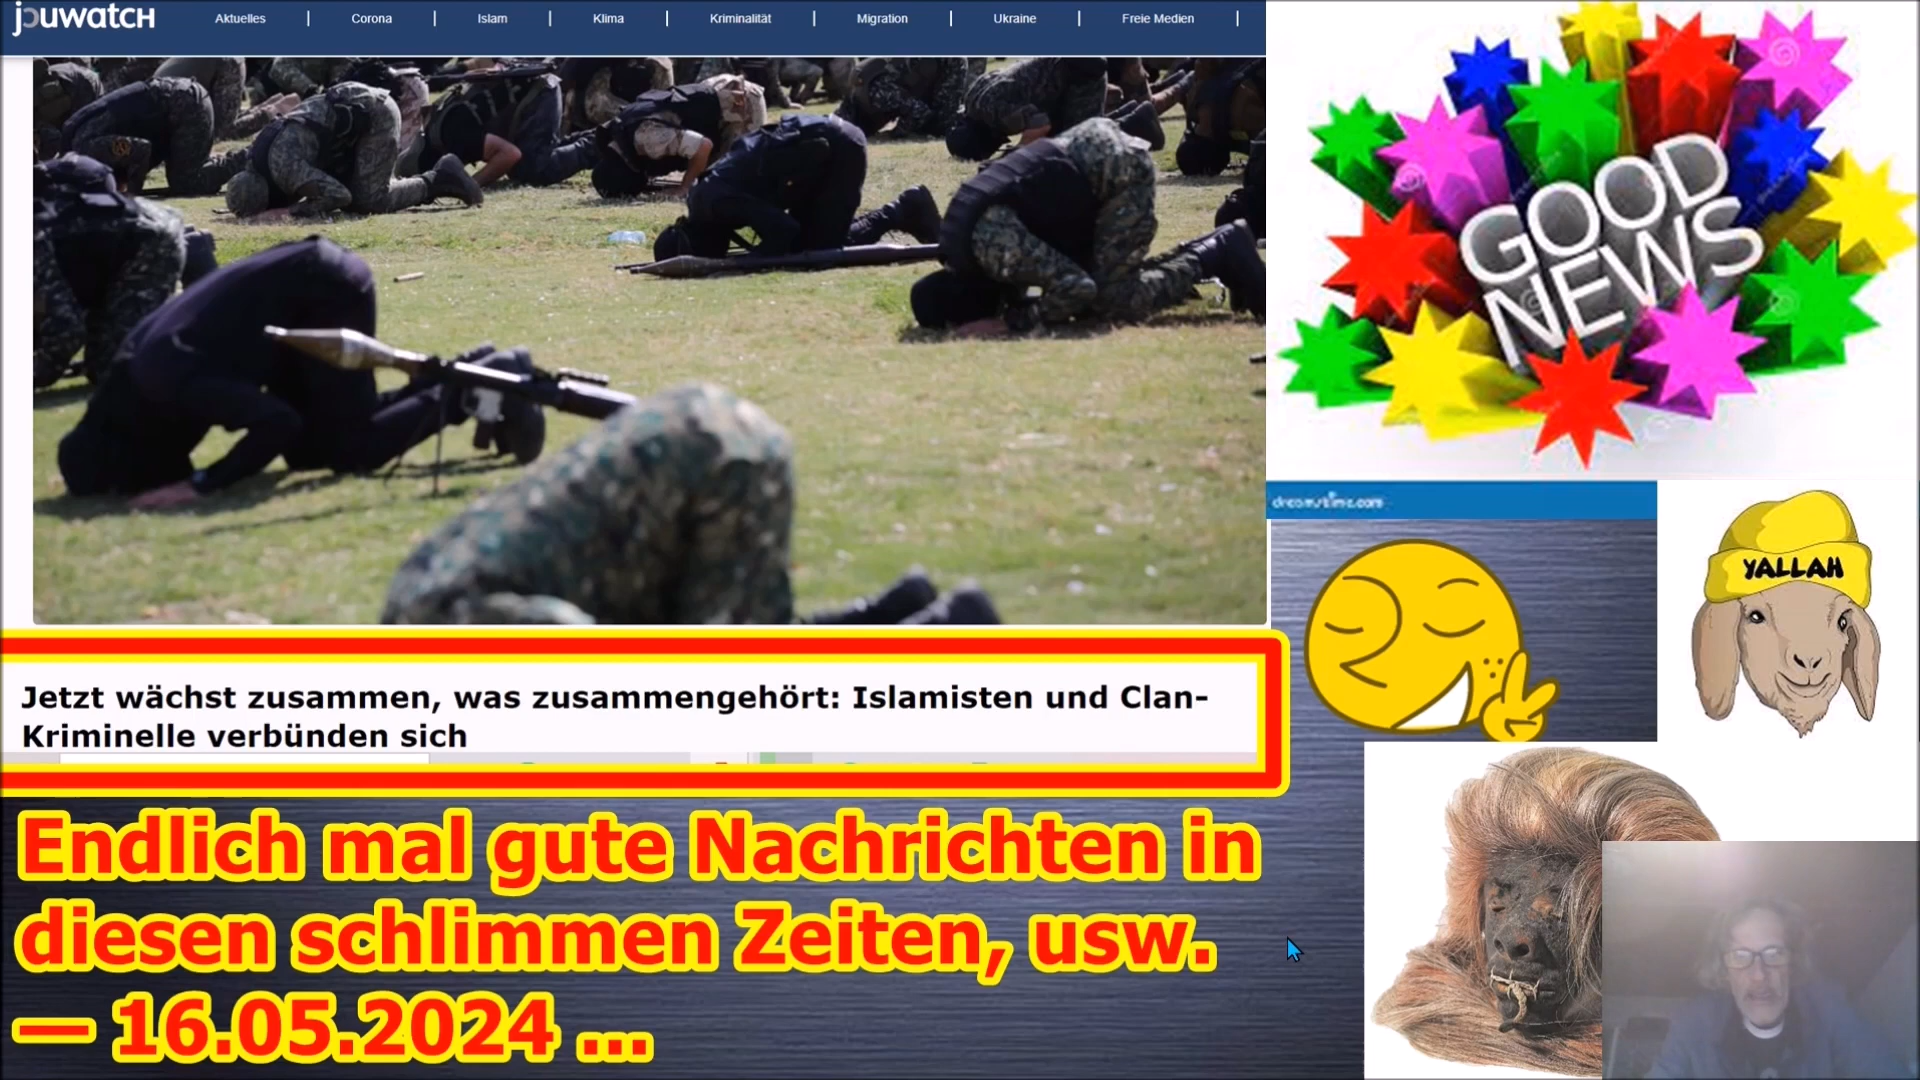 jouwatch
Aktuelles | Corona | Islam | Klima | Kriminalität | Migration | Ukraine | Freie Medien |
GOOD
NEWS
dreamstime.com
YALLAH
Jetzt wächst zusammen, was zusammengehört: Islamisten und Clan-
Kriminelle verbünden sich
Endlich mal gute Nachrichten in
diesen schlimmen Zeiten, usw.
— 16.05.2024 ...